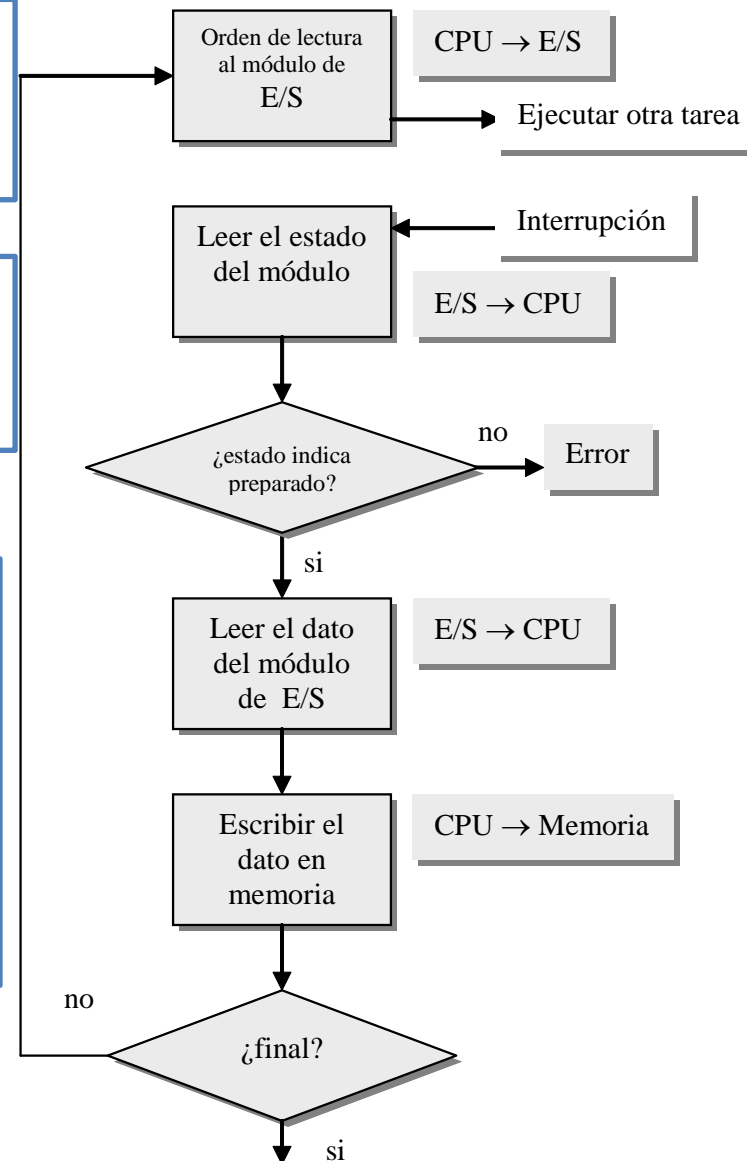 Orden de lectura
al módulo de
E/S
CPU → E/S
Ejecutar otra tarea
Interrupción
Leer el estado
del módulo
E/S → CPU
¿estado indica
preparado?
no
Error
si
Leer el dato
del módulo
de E/S
E/S → CPU
Escribir el
dato en
memoria
CPU → Memoria
no
¿final?
si